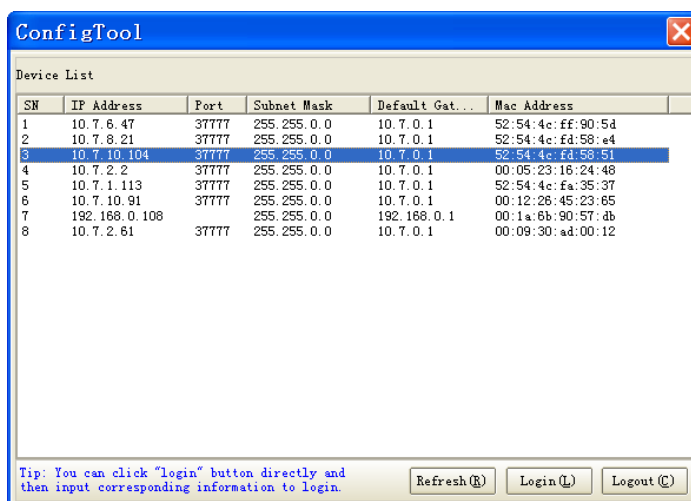 ConfigTool
Device List
SN IP Address Port Subnet Mask Default Gat... Mac Address
1 10.7.6.47 37777 255.255.0.0 10.7.0.1 52:54:4c:ff:90:5d
2 10.7.8.21 37777 255.255.0.0 10.7.0.1 52:54:4c:fd:58:e4
3 10.7.10.104 37777 255.255.0.0 10.7.0.1 52:54:4c:fd:58:51
4 10.7.2.2 37777 255.255.0.0 10.7.0.1 00:05:23:16:24:48
5 10.7.1.113 37777 255.255.0.0 10.7.0.1 52:54:4c:fa:35:37
6 10.7.10.91 37777 255.255.0.0 10.7.0.1 00:12:26:45:23:65
7 192.168.0.108 255.255.0.0 192.168.0.1 00:1a:6b:90:57:db
8 10.7.2.61 37777 255.255.0.0 10.7.0.1 00:09:30:ad:00:12
Tip: You can click "login" button directly and
then input corresponding information to login.
Refresh(R) Login(L) Logout(C)